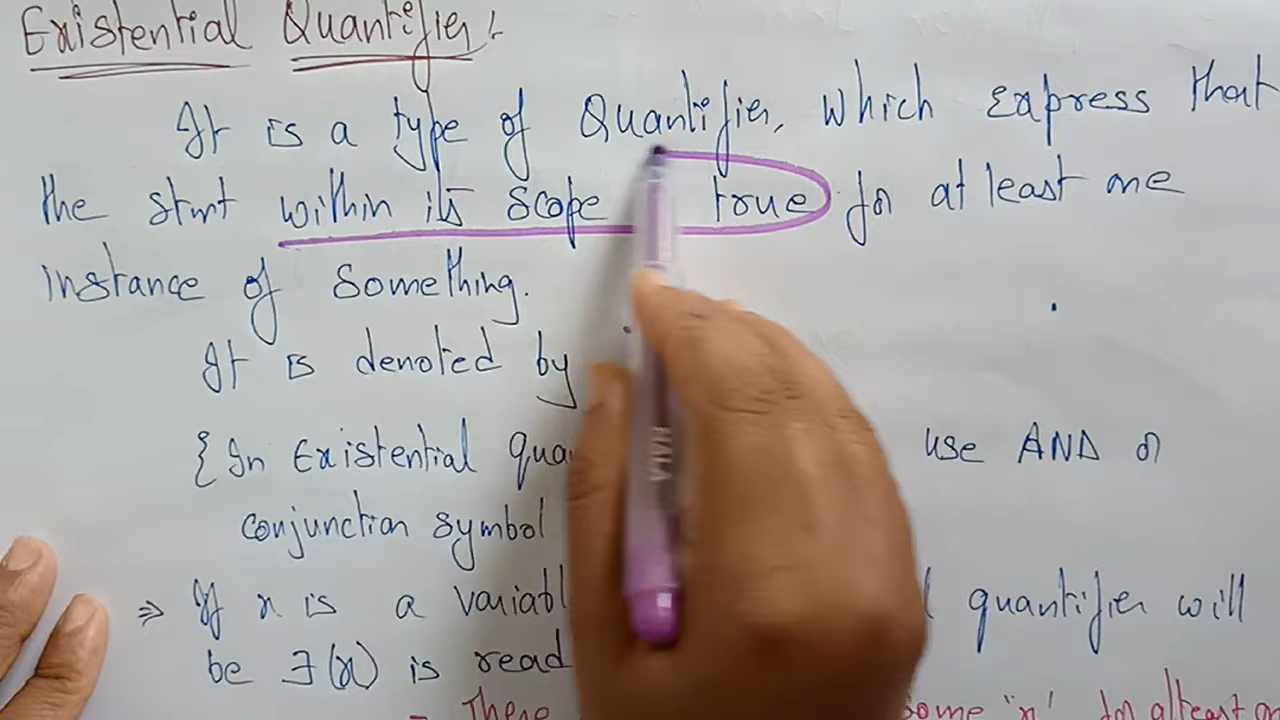 Existential Quantifier:
It is a type of Quantifier, which express that
the stmt within its scope true for at least one
instance of something.
It is denoted by
{In Existential qua use AND or
conjunction symbol
⇒ If x is a variabl quantifier will
be ∃(x) is read
- There some 'x' for atleast on
HALA